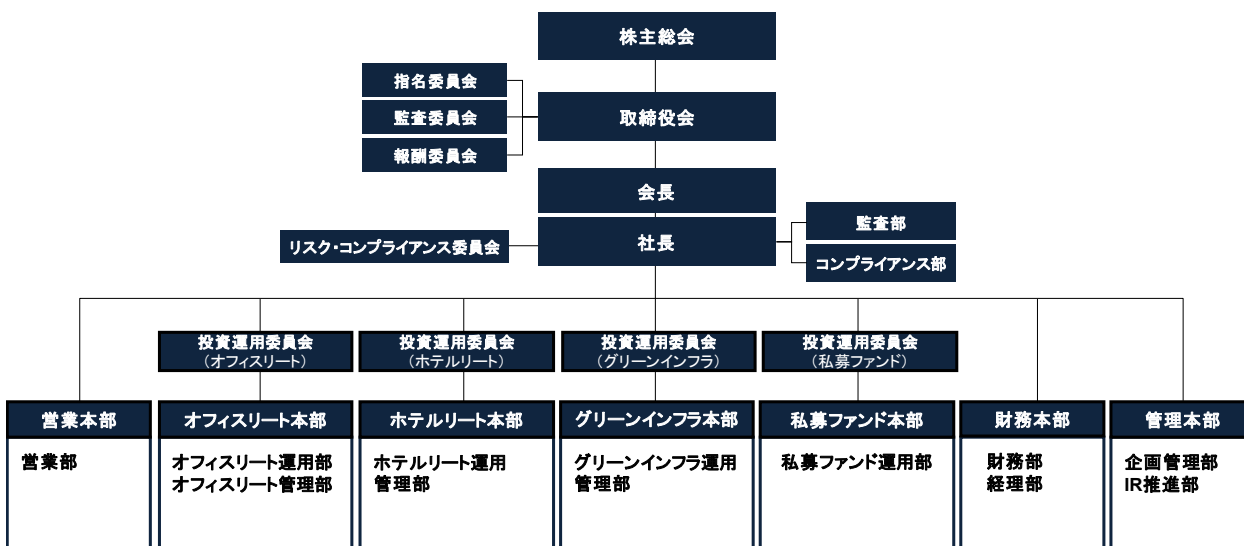 株主総会
指名委員会
監査委員会
報酬委員会
取締役会
会長
社長
リスク・コンプライアンス委員会
監査部
コンプライアンス部
投資運用委員会
（オフィスリート）
投資運用委員会
（ホテルリート）
投資運用委員会
（グリーンインフラ）
投資運用委員会
（私募ファンド）
営業本部
営業部
オフィスリート本部
オフィスリート運用部
オフィスリート管理部
ホテルリート本部
ホテルリート運用
管理部
グリーンインフラ本部
グリーンインフラ運用
管理部
私募ファンド本部
私募ファンド運用部
財務本部
財務部
経理部
管理本部
企画管理部
IR推進部